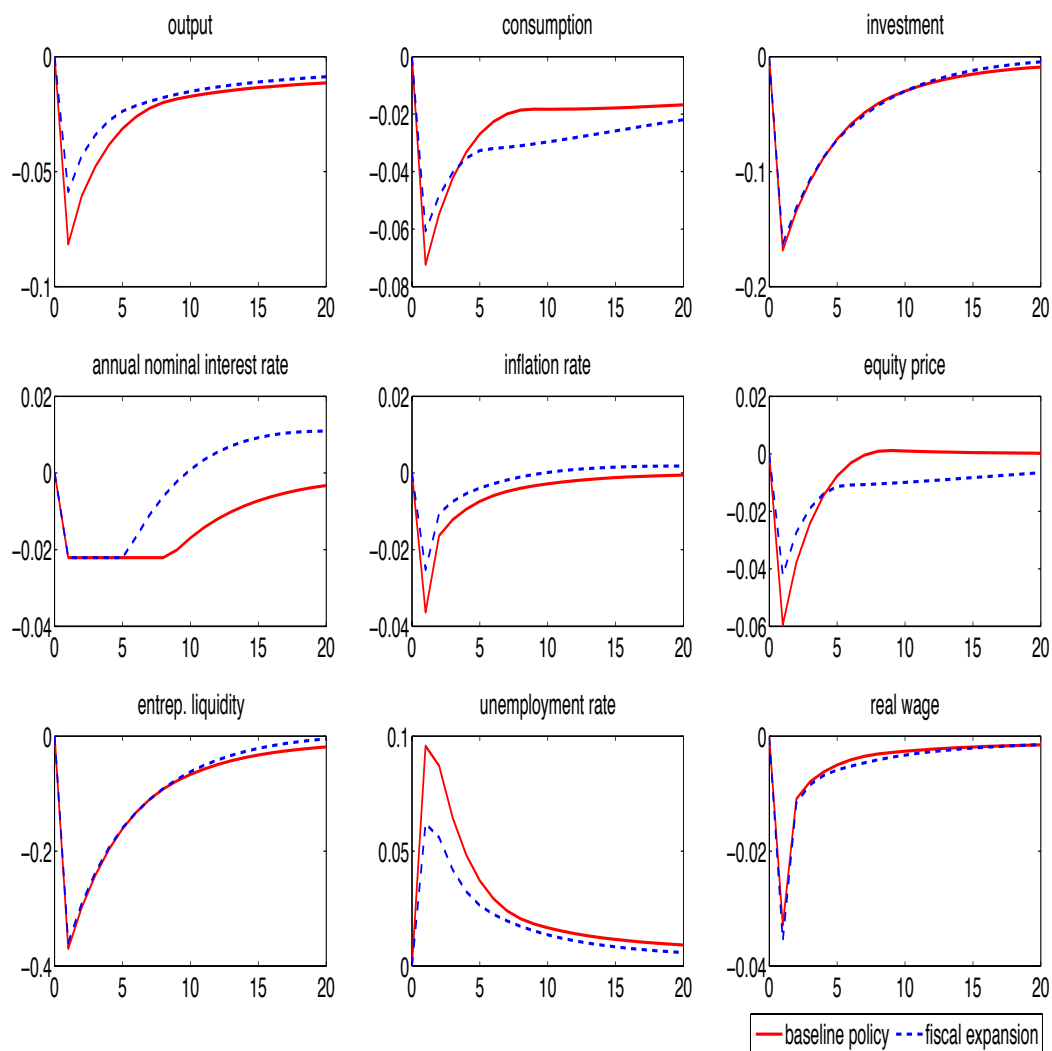 output consumption investment
0 0 0
−0.02
−0.05 −0.04 −0.1
−0.06
−0.1 −0.08 −0.2
0 5 10 15 20 0 5 10 15 20 0 5 10 15 20
annual nominal interest rate inflation rate equity price
0.02 0.02 0.02
0 0 0
−0.02 −0.02 −0.02
−0.04
−0.04 −0.04 −0.06
0 5 10 15 20 0 5 10 15 20 0 5 10 15 20
entrep. liquidity unemployment rate real wage
0 0.1 0
−0.2 0.05 −0.02
−0.4 0 −0.04
0 5 10 15 20 0 5 10 15 20 0 5 10 15 20
baseline policy fiscal expansion